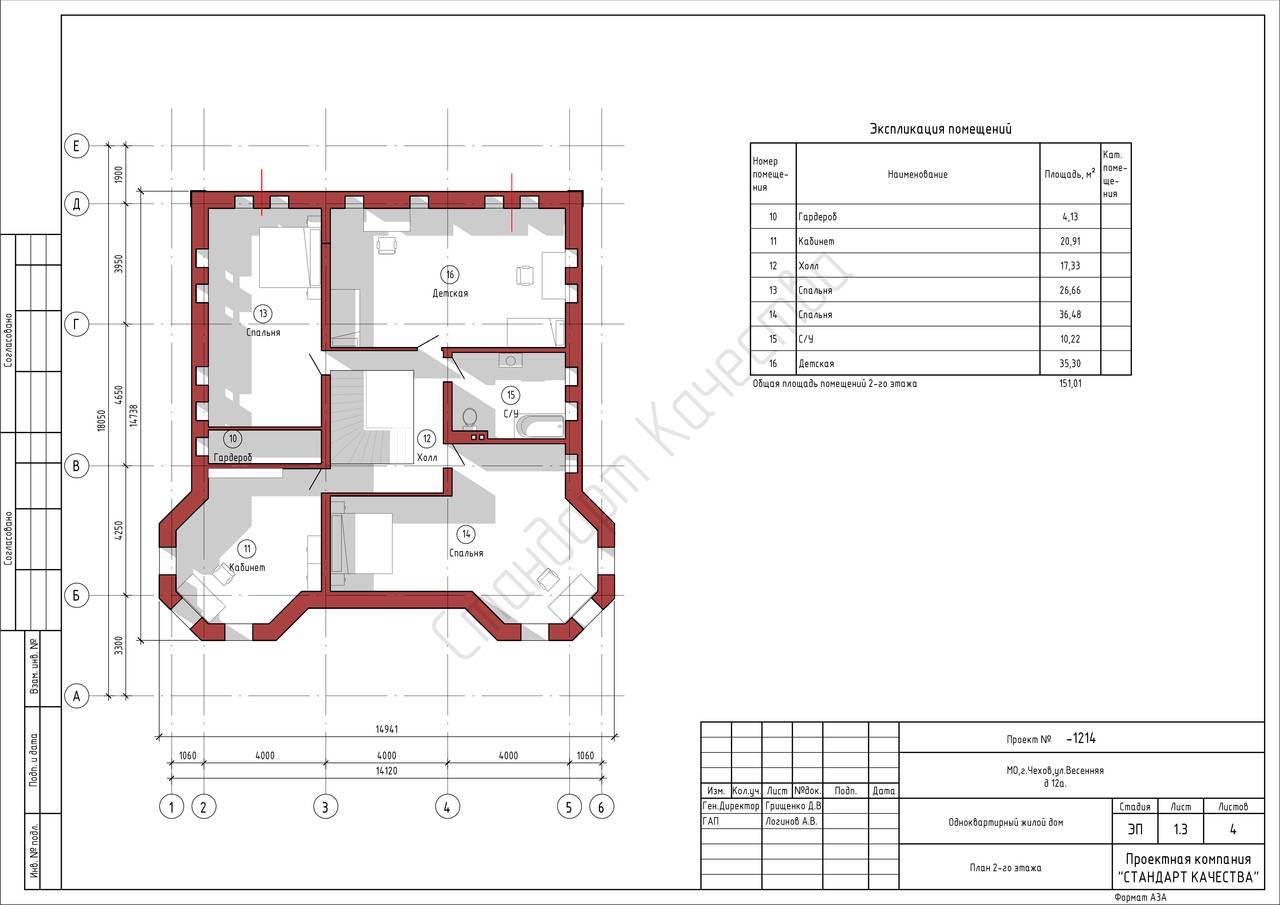 Экспликация помещений
Номер помеще- ния
Наименование
Площадь, м²
Кат. поме- ще- ния
10 Гардероб 4,13
11 Кабинет 20,91
12 Холл 17,33
13 Спальня 26,66
14 Спальня 36,48
15 С/У 10,22
16 Детская 35,30
Общая площадь помещений 2-го этажа 151,01
Е
Д
Г
В
Б
А
1900
3950
4650
4250
3300
18050
14738
16
Детская
13
Спальня
15
С/У
10
Гардероб
12
Холл
14
Спальня
11
Кабинет
14941
1060 4000 4000 4000 1060
14120
1 2 3 4 5 6
Стандарт Качества
Согласовано
Согласовано
Взам. инв. №
Подп. и дата
Инв. № подл.
Проект № -1214
МО,г.Чехов,ул.Весенняя
д 12а.
Изм. Кол.уч. Лист №док. Подп. Дата
Ген.Директор Грищенко Д.В
ГАП Логинов А.В.
Одноквартирный жилой дом
Стадия Лист Листов
ЭП 1.3 4
План 2-го этажа
Проектная компания
"СТАНДАРТ КАЧЕСТВА"
Формат А3А